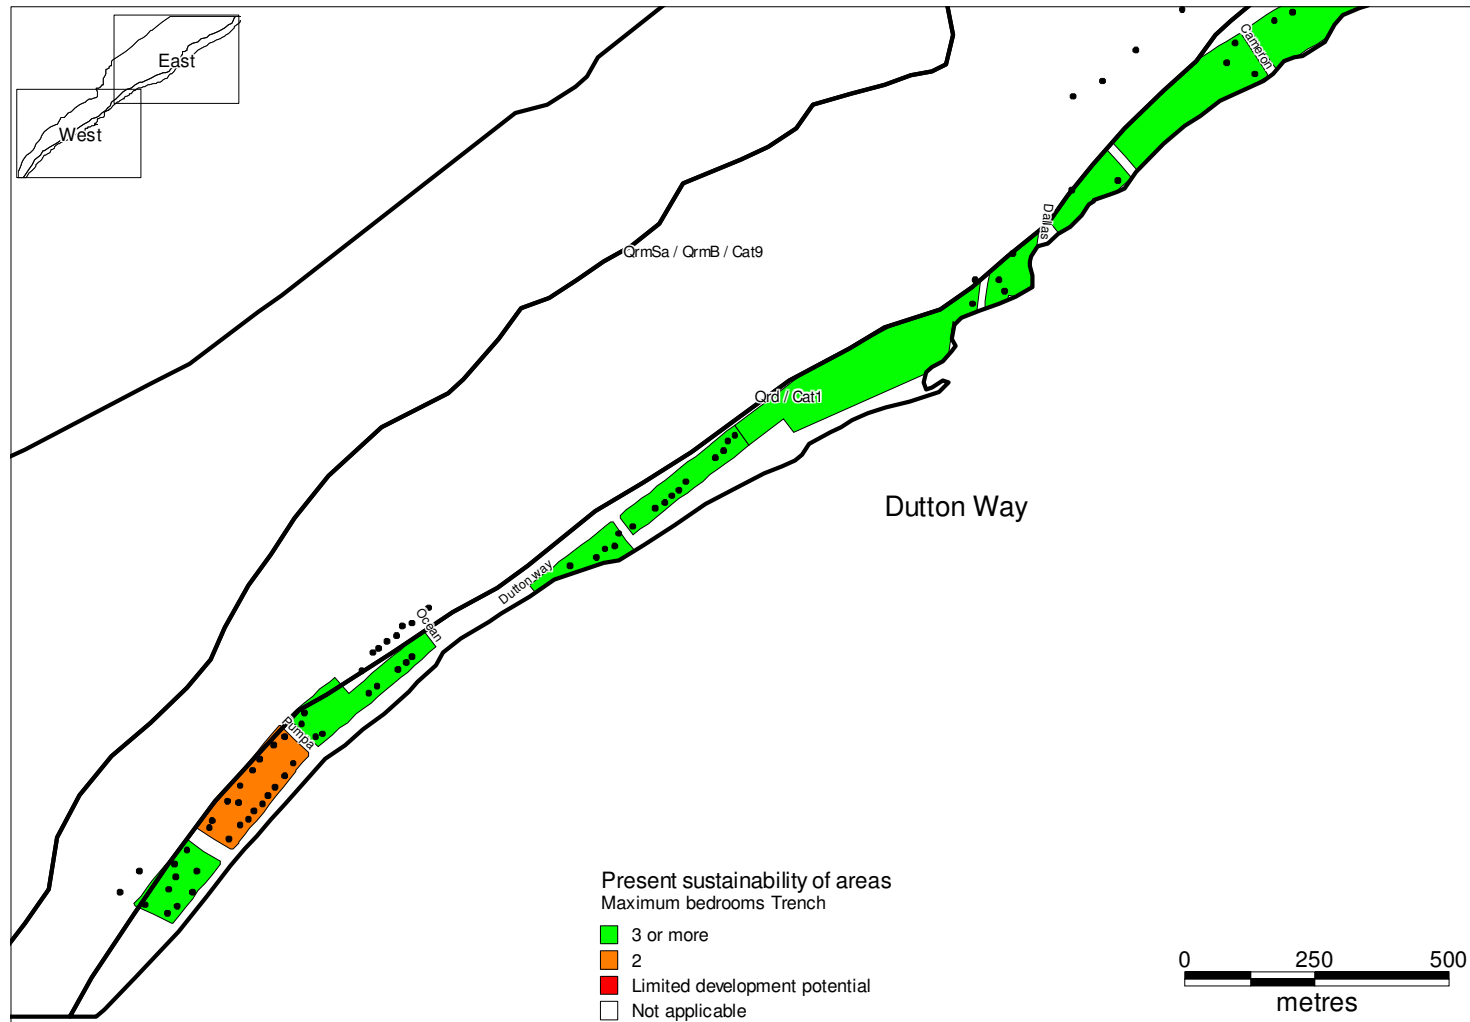 East
West
Cameron
Dallas
QrmSa / QrmB / Cat9
Qrd / Cat1
Dutton Way
Dutton way
Ocean
Pumpa
Present sustainability of areas
Maximum bedrooms Trench
3 or more
2
Limited development potential
Not applicable
0 250 500
metres